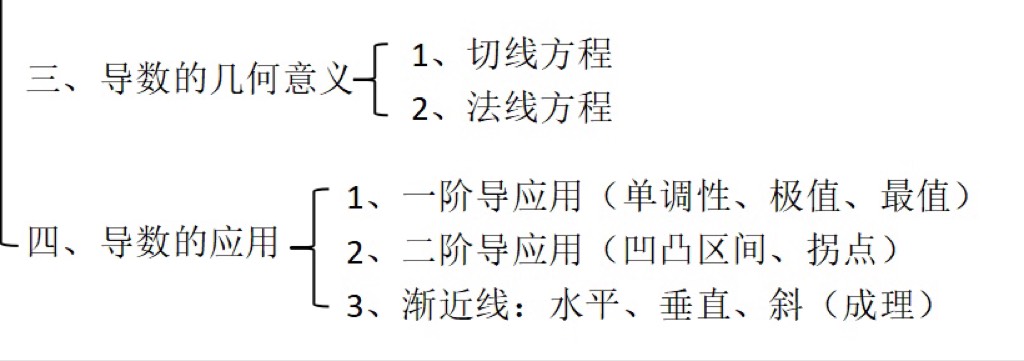 三、导数的几何意义
1、切线方程
2、法线方程
四、导数的应用
1、一阶导应用（单调性、极值、最值）
2、二阶导应用（凹凸区间、拐点）
3、渐近线：水平、垂直、斜（成理）